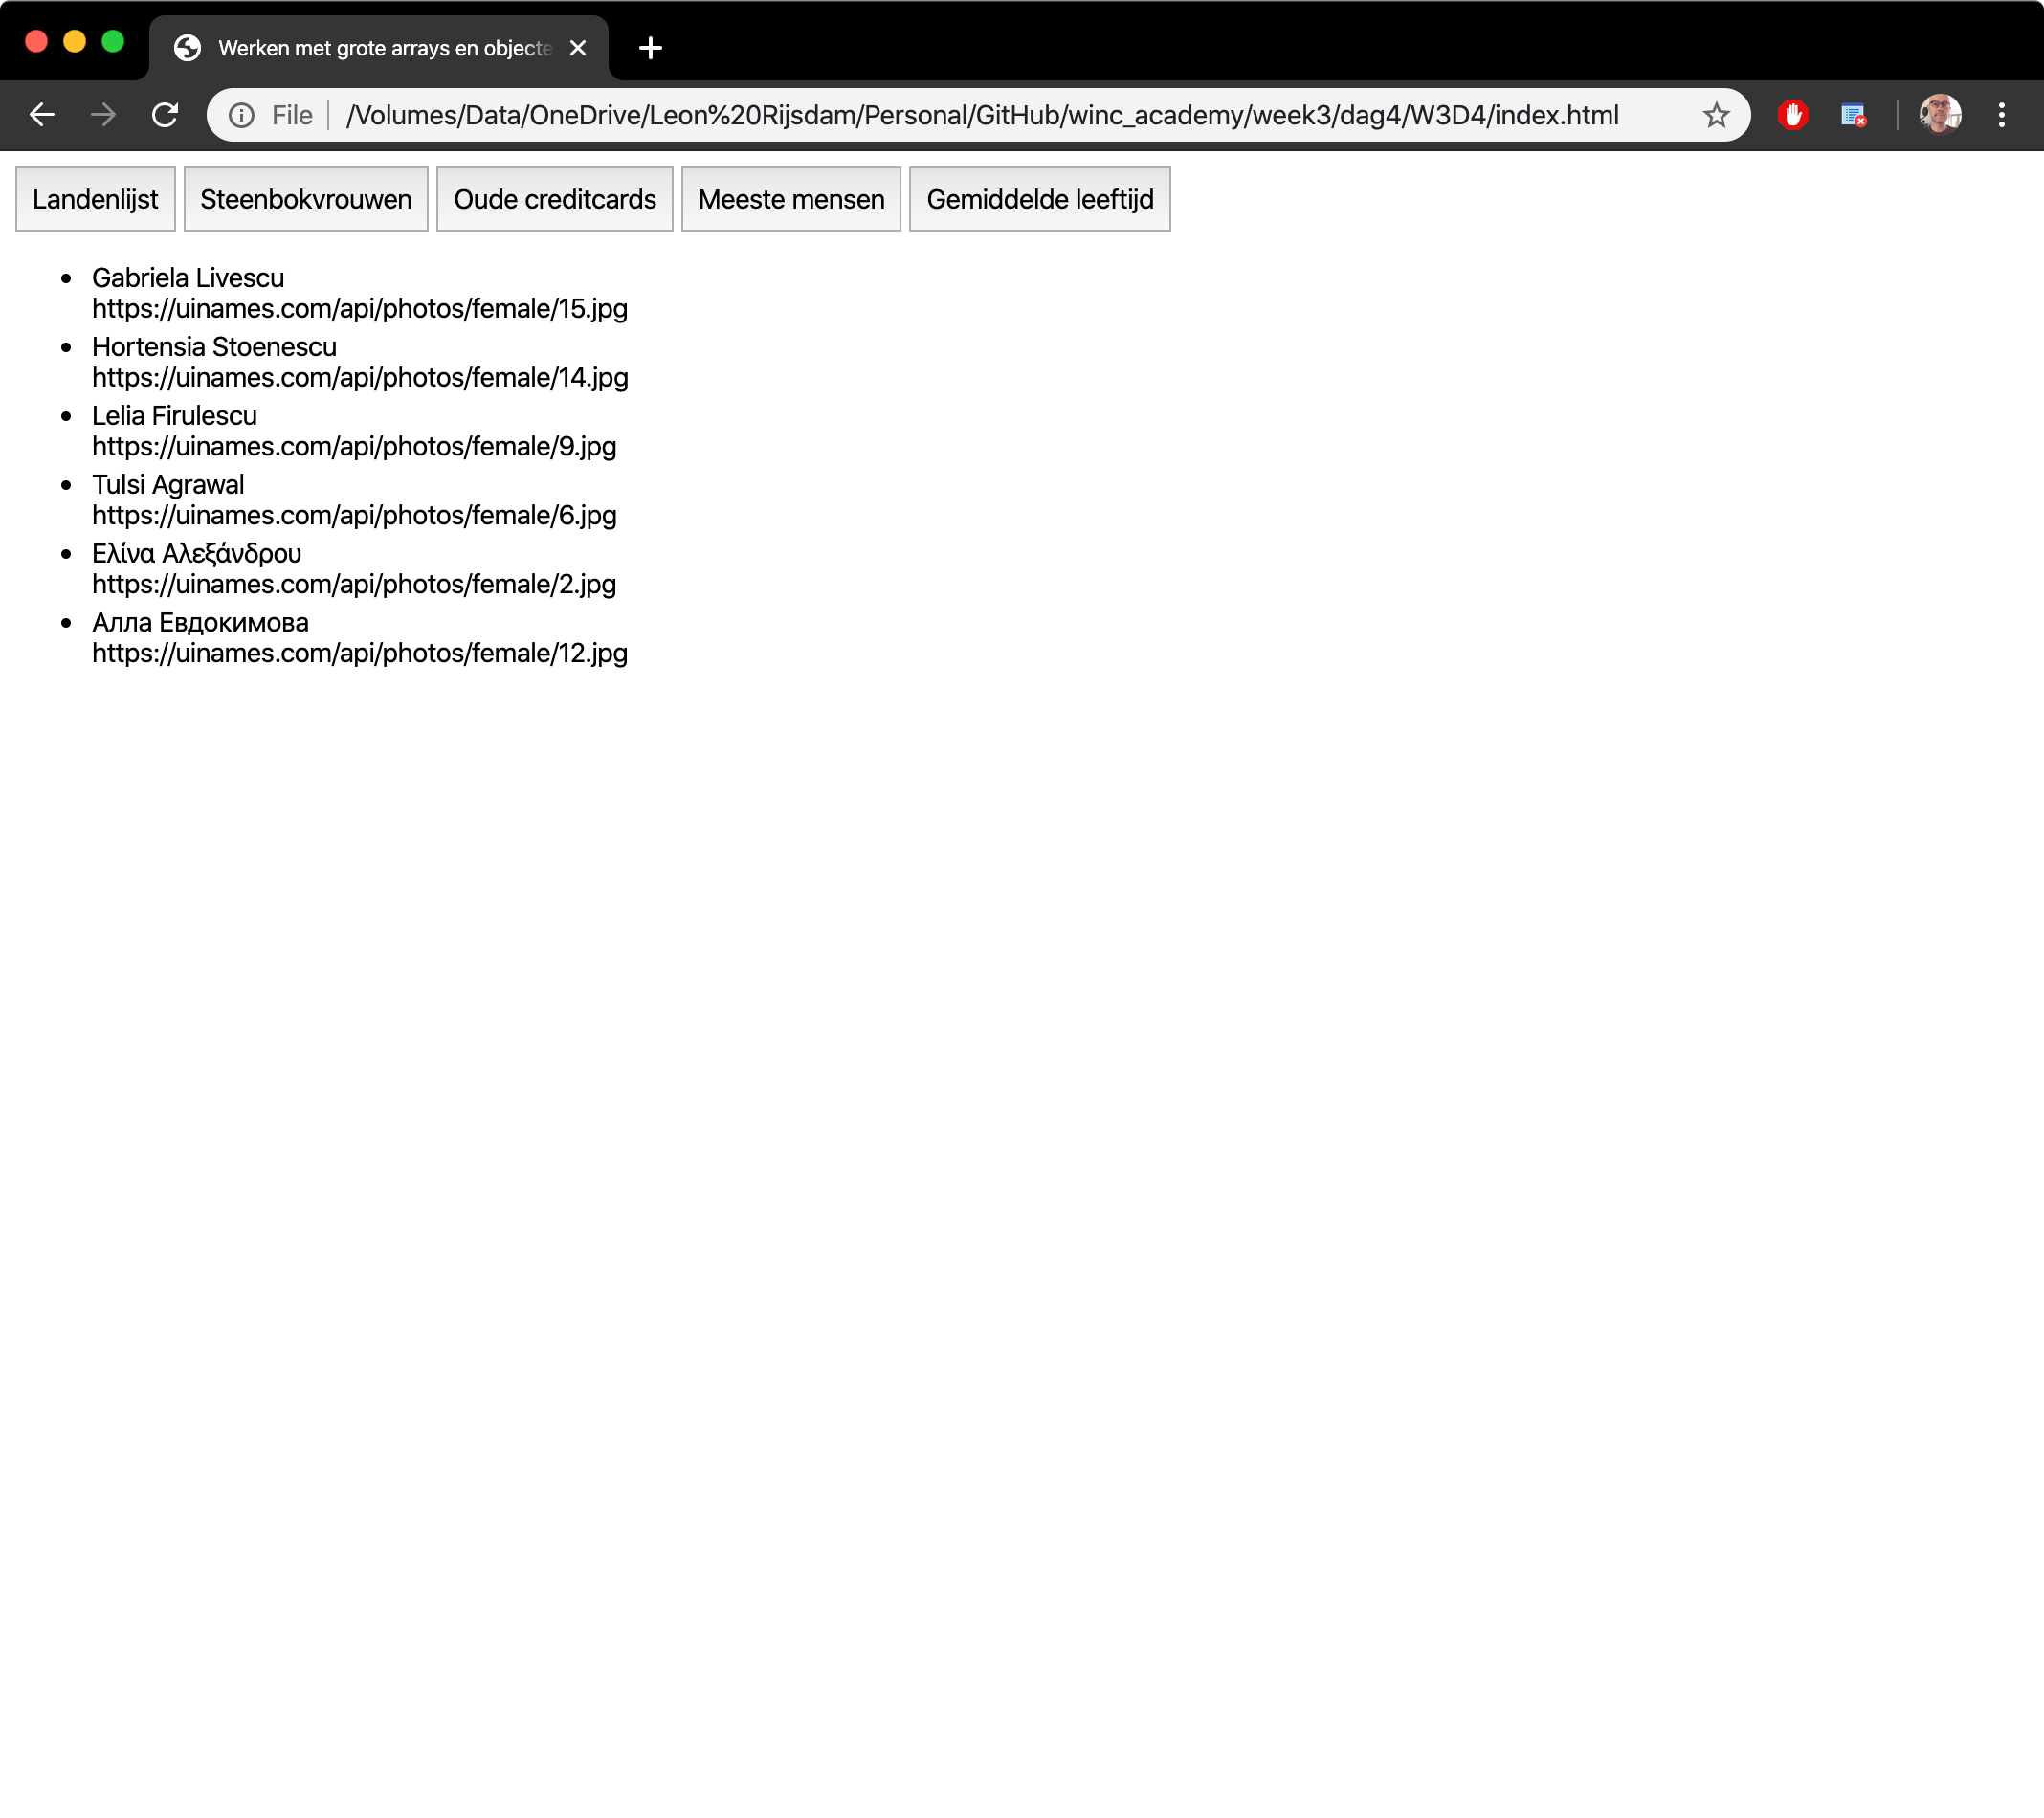 Werken met grote arrays en objecte
File
/Volumes/Data/OneDrive/Leon%20Rijsdam/Personal/GitHub/winc_academy/week3/dag4/W3D4/index.html
Landenlijst
Steenbokvrouwen
Oude creditcards
Meeste mensen
Gemiddelde leeftijd
Gabriela Livescu
https://uinames.com/api/photos/female/15.jpg
Hortensia Stoenescu
https://uinames.com/api/photos/female/14.jpg
Lelia Firulescu
https://uinames.com/api/photos/female/9.jpg
Tulsi Agrawal
https://uinames.com/api/photos/female/6.jpg
Ελίνα Αλεξάνδρου
https://uinames.com/api/photos/female/2.jpg
Алла Евдокимова
https://uinames.com/api/photos/female/12.jpg